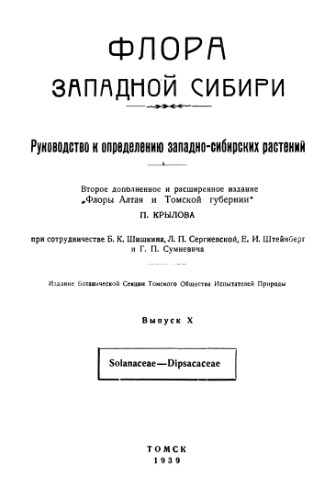 ФЛОРА
ЗАПАДНОЙ СИБИРИ
Руководство к определению западно-сибирских растений
Второе дополненное и расширенное издание
„Флоры Алтая и Томской губернии“
П. КРЫЛОВА
при сотрудничестве Б. К. Шишкина, Л. П. Сергиевской, Е. И. Штейнберг
и Г. П. Сумневича
Издание Ботанической Секции Томского Общества Испытателей Природы
Выпуск X
Solanaceae—Dipsacaceae
ТОМСК
1939